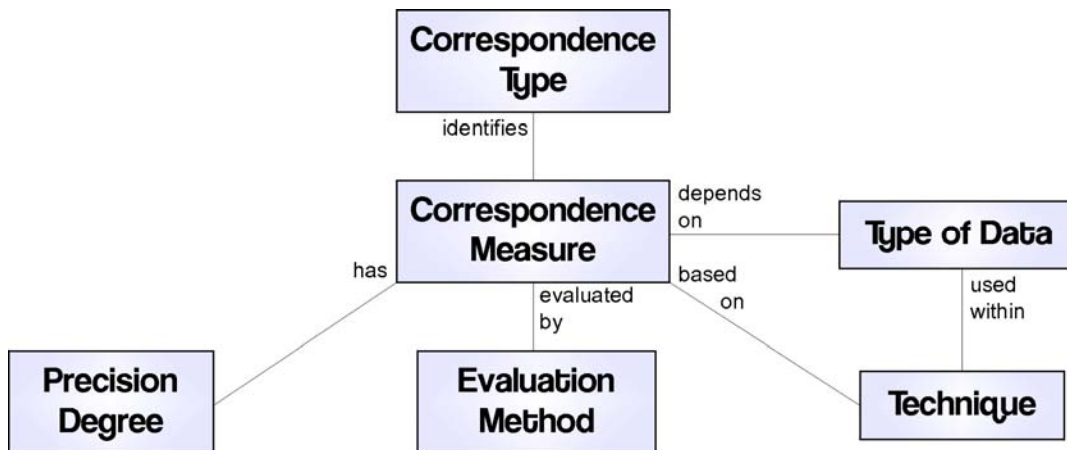 Correspondence
Type
identifies
Correspondence
Measure
depends
on
Type of Data
has
evaluated
by
based
on
used
within
Precision
Degree
Evaluation
Method
Technique